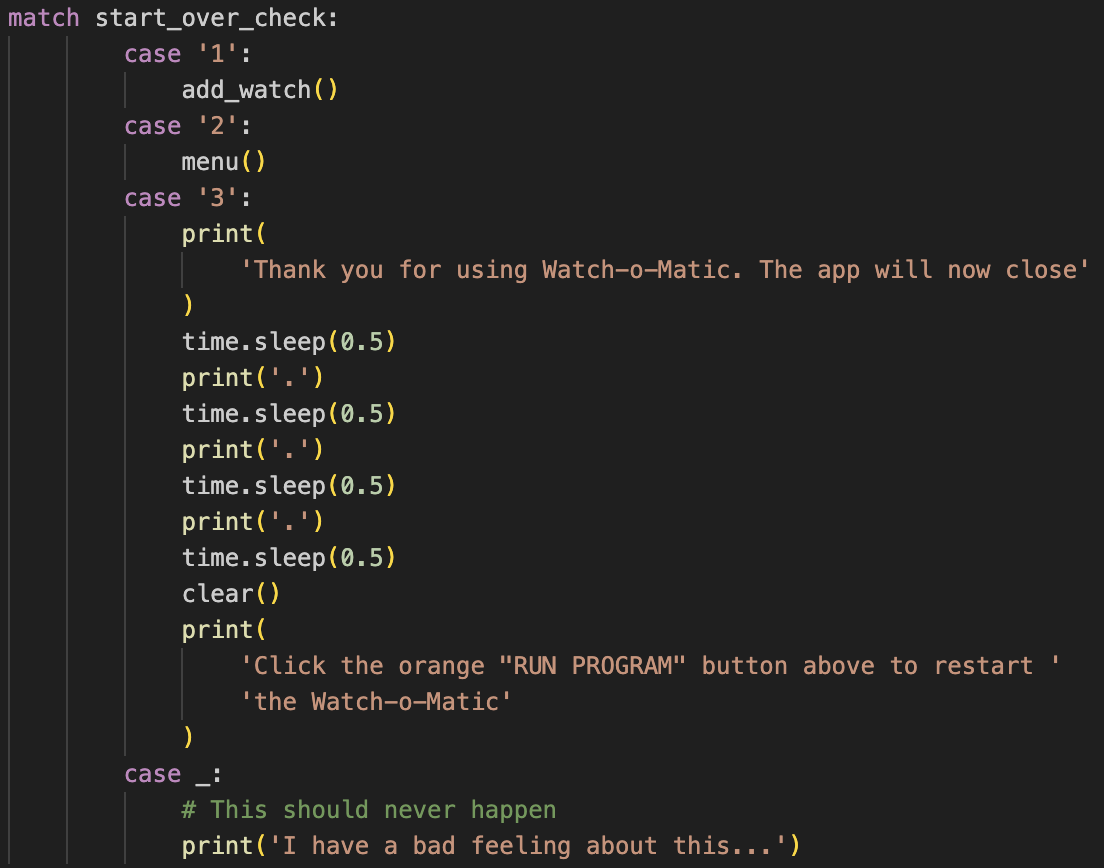 match start_over_check:
case '1':
add_watch()
case '2':
menu()
case '3':
print(
'Thank you for using Watch-o-Matic. The app will now close'
)
time.sleep(0.5)
print('.')
time.sleep(0.5)
print('.')
time.sleep(0.5)
print('.')
time.sleep(0.5)
clear()
print(
'Click the orange "RUN PROGRAM" button above to restart '
'the Watch-o-Matic'
)
case _:
# This should never happen
print('I have a bad feeling about this...')